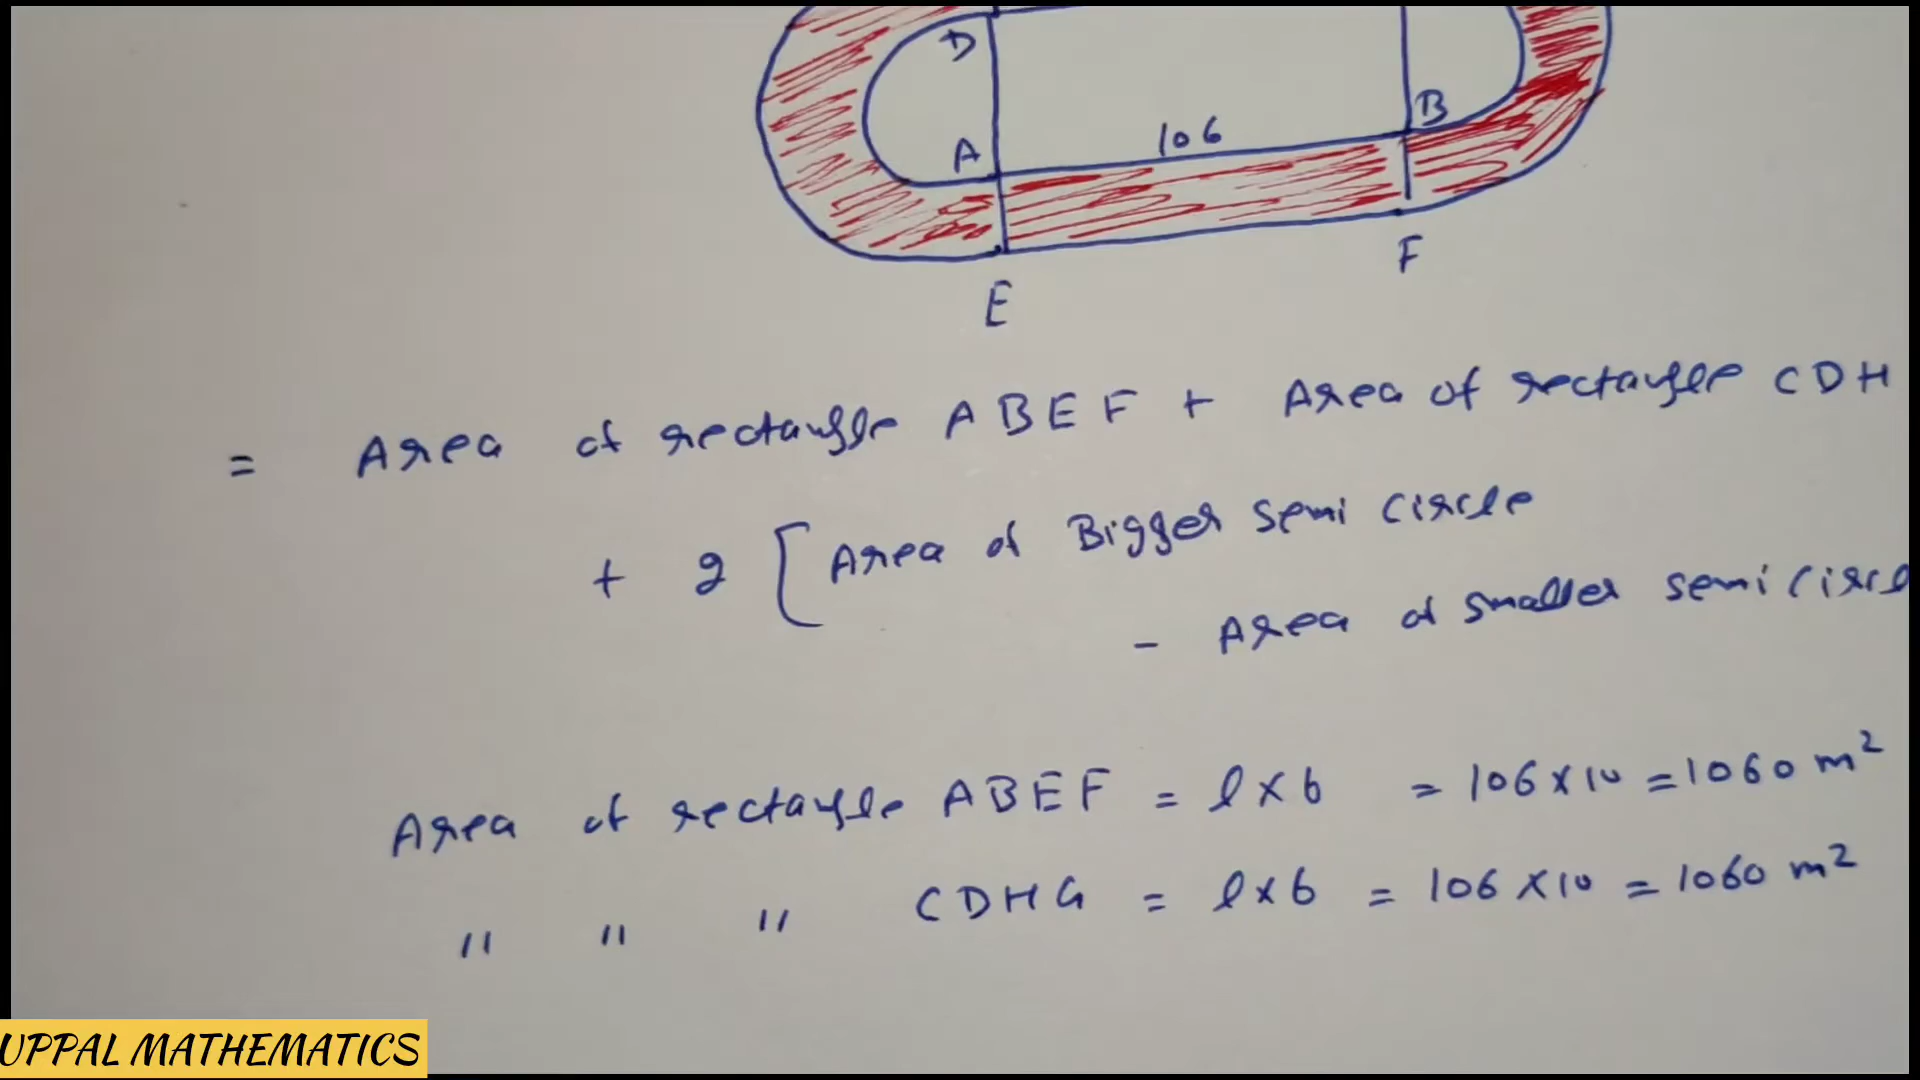 D
B
106
A
F
E
= Area of rectangle ABEF + Area of rectangle CDH
+ 2 [Area of Bigger semi circle
- Area of smaller semi circl
Area of rectangle ABEF = l × b = 106 × 10 = 1060 m²
" " " CDHG = l × b = 106 × 10 = 1060 m²
UPPAL MATHEMATICS